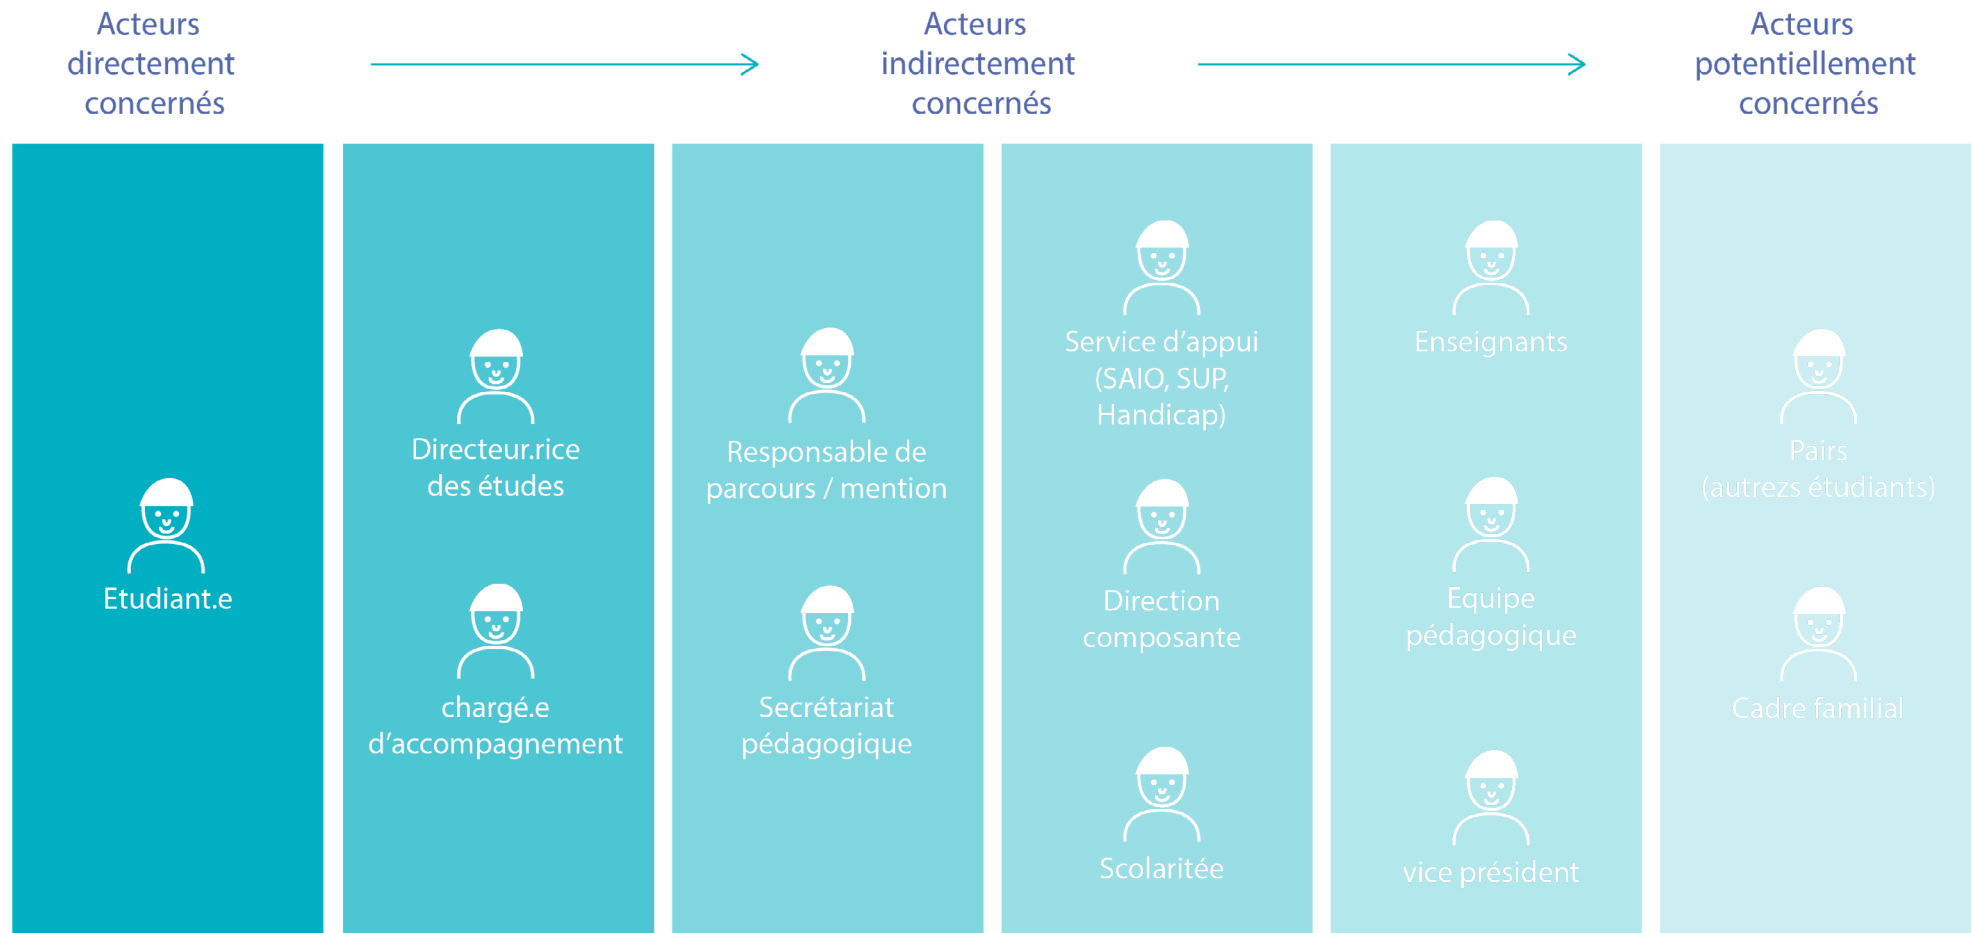 Acteurs
directement
concernés
Acteurs
indirectement
concernés
Acteurs
potentiellement
concernés
Etudiant.e
Directeur.rice
des études
chargé.e
d'accompagnement
Responsable de
parcours / mention
Secrétariat
pédagogique
Service d'appui
(SAIO, SUP,
Handicap)
Direction
composante
Scolaritée
Enseignants
Equipe
pédagogique
vice président
Pairs
(autrezs étudiants)
Cadre familial